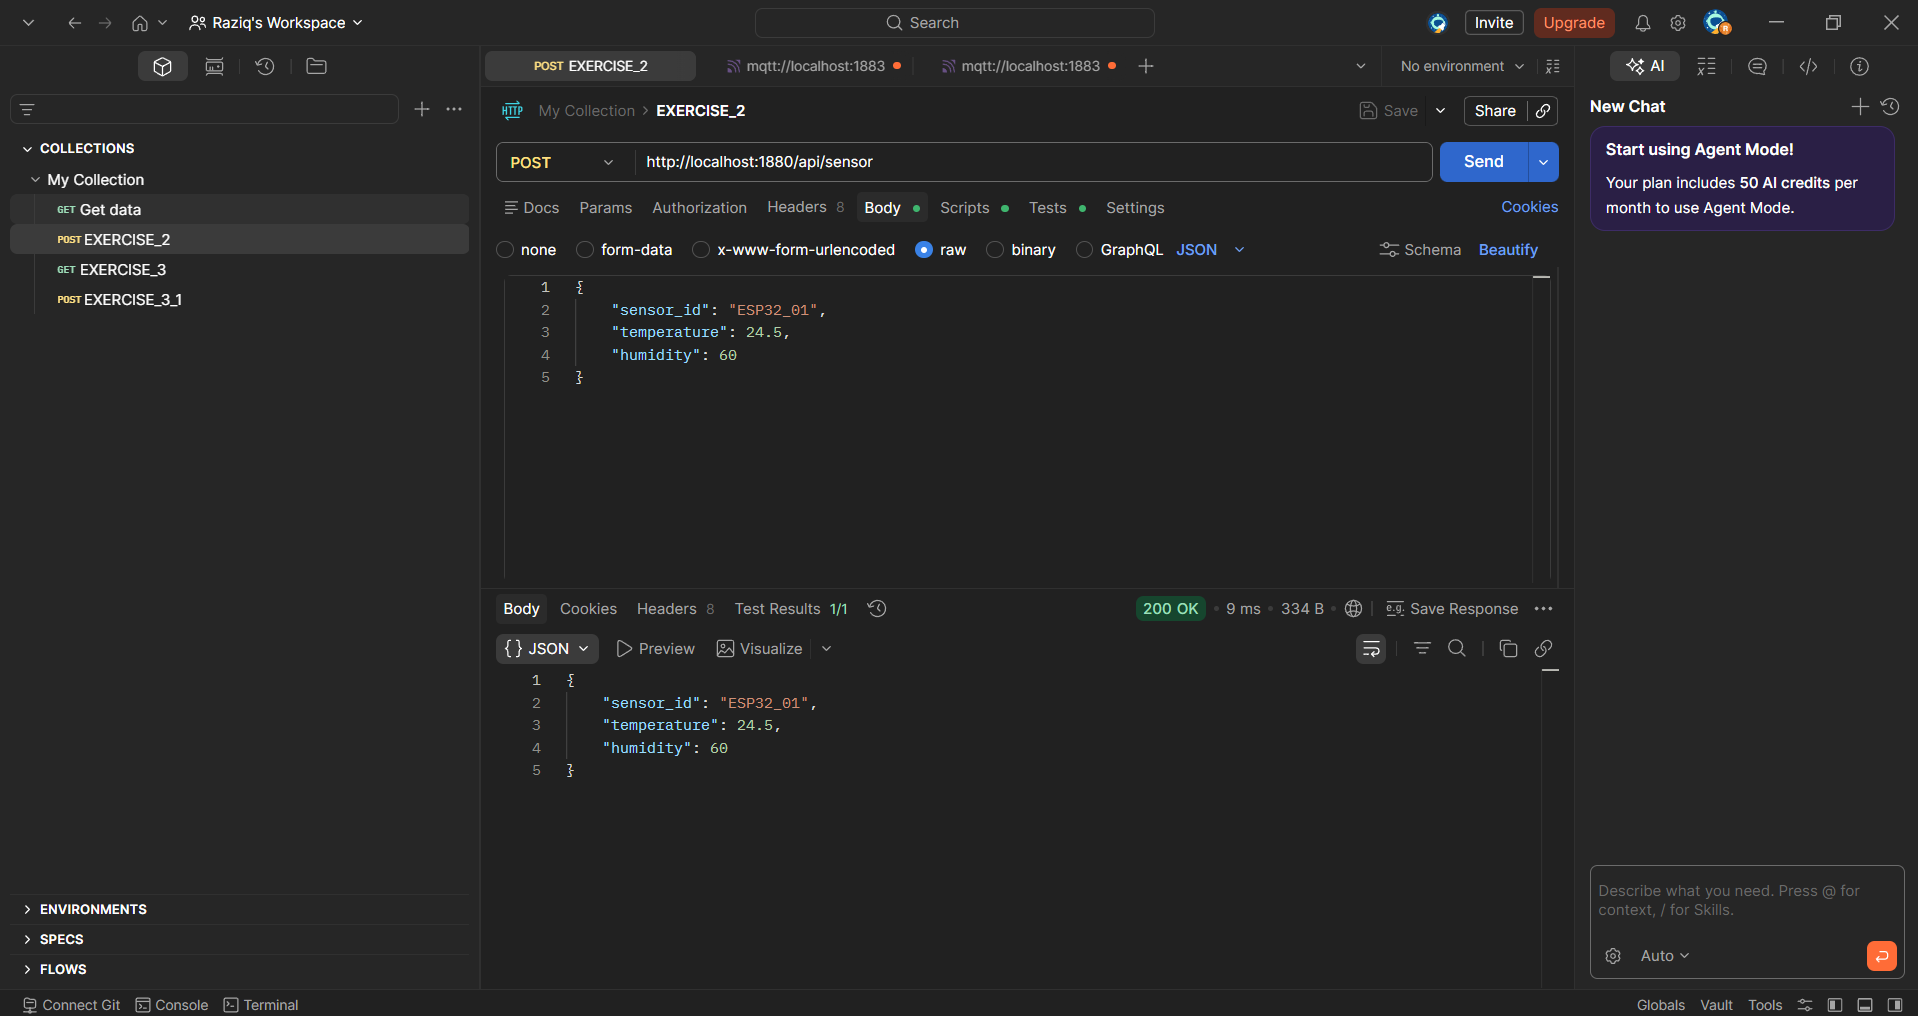 Raziq's Workspace
Search
Invite
Upgrade
POST EXERCISE_2
mqtt://localhost:1883
mqtt://localhost:1883
No environment
AI
My Collection > EXERCISE_2
Save
Share
New Chat
COLLECTIONS
My Collection
GET Get data
POST EXERCISE_2
GET EXERCISE_3
POST EXERCISE_3_1
HTTP
POST
http://localhost:1880/api/sensor
Send
Docs
Params
Authorization
Headers 8
Body
Scripts
Tests
Settings
Cookies
none
form-data
x-www-form-urlencoded
raw
binary
GraphQL
JSON
Schema
Beautify
1 {
2 "sensor_id": "ESP32_01",
3 "temperature": 24.5,
4 "humidity": 60
5 }
Body
Cookies
Headers 8
Test Results 1/1
200 OK
9 ms
334 B
e.g. Save Response
{} JSON
Preview
Visualize
1 {
2 "sensor_id": "ESP32_01",
3 "temperature": 24.5,
4 "humidity": 60
5 }
Start using Agent Mode!
Your plan includes 50 AI credits per
month to use Agent Mode.
Describe what you need. Press @ for
context, / for Skills.
Auto
ENVIRONMENTS
SPECS
FLOWS
Connect Git
Console
Terminal
Globals
Vault
Tools